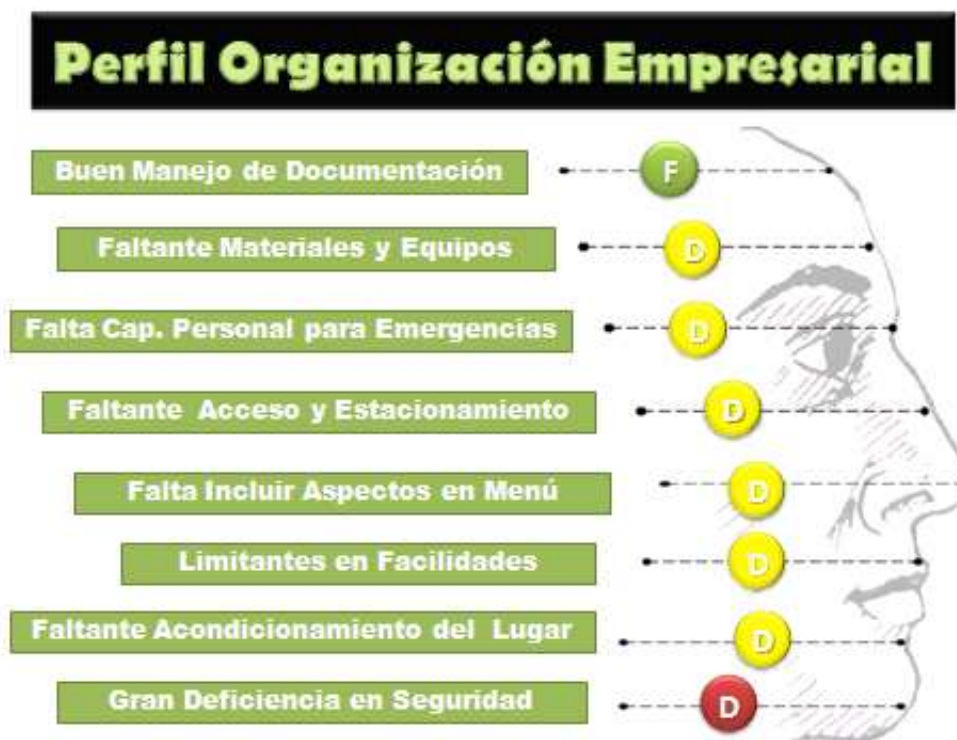 Perfil Organización Empresarial
Buen Manejo de Documentación
F
Faltante Materiales y Equipos
D
Falta Cap. Personal para Emergencias
D
Faltante Acceso y Estacionamiento
D
Falta Incluir Aspectos en Menú
D
Limitantes en Facilidades
D
Faltante Acondicionamiento del Lugar
D
Gran Deficiencia en Seguridad
D